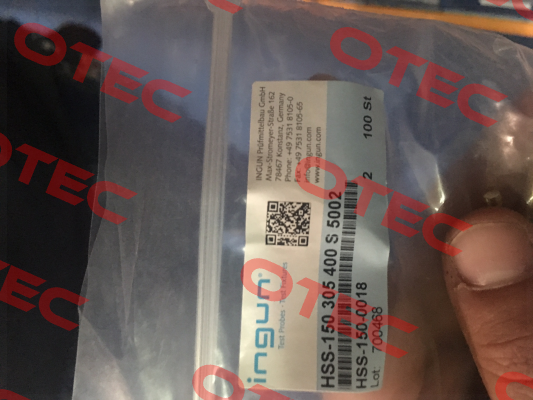 ingun
Test Probes · Test Fixtures
INGUN Prüfmittelbau GmbH
Max-Stromeyer-Straße 162
78467 Konstanz, Germany
Phone: +49 7531 8105-0
Fax: +49 7531 8105-65
info@ingun.com
www.ingun.com
HSS-150 305 400 S 5002
HSS-150-0018
2
Lot: 700468
100 St
OTEC
OTEC
OTEC
OTEC
OTEC
OTEC
OTEC